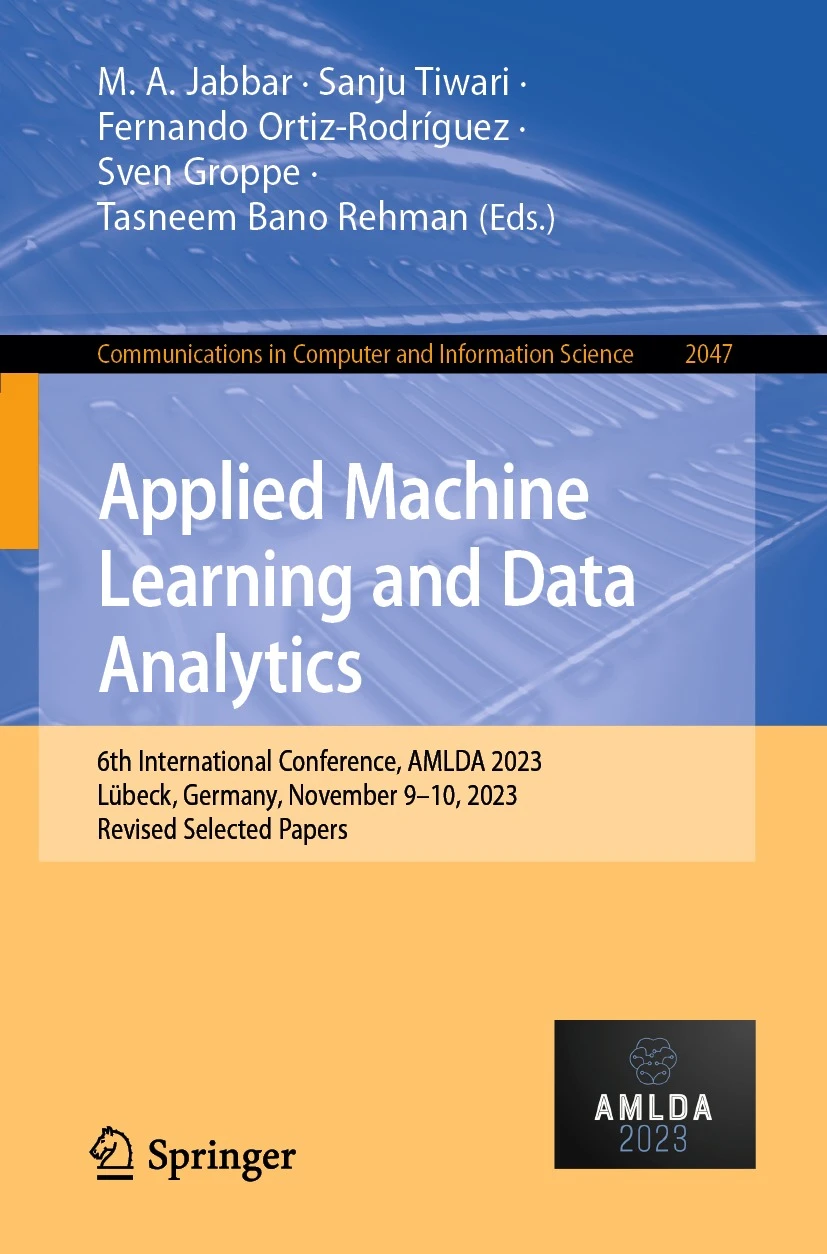 M. A. Jabbar · Sanju Tiwari ·
Fernando Ortiz-Rodríguez ·
Sven Groppe ·
Tasneem Bano Rehman (Eds.)
Communications in Computer and Information Science 2047
Applied Machine
Learning and Data
Analytics
6th International Conference, AMLDA 2023
Lübeck, Germany, November 9–10, 2023
Revised Selected Papers
AMLDA
2023
Springer